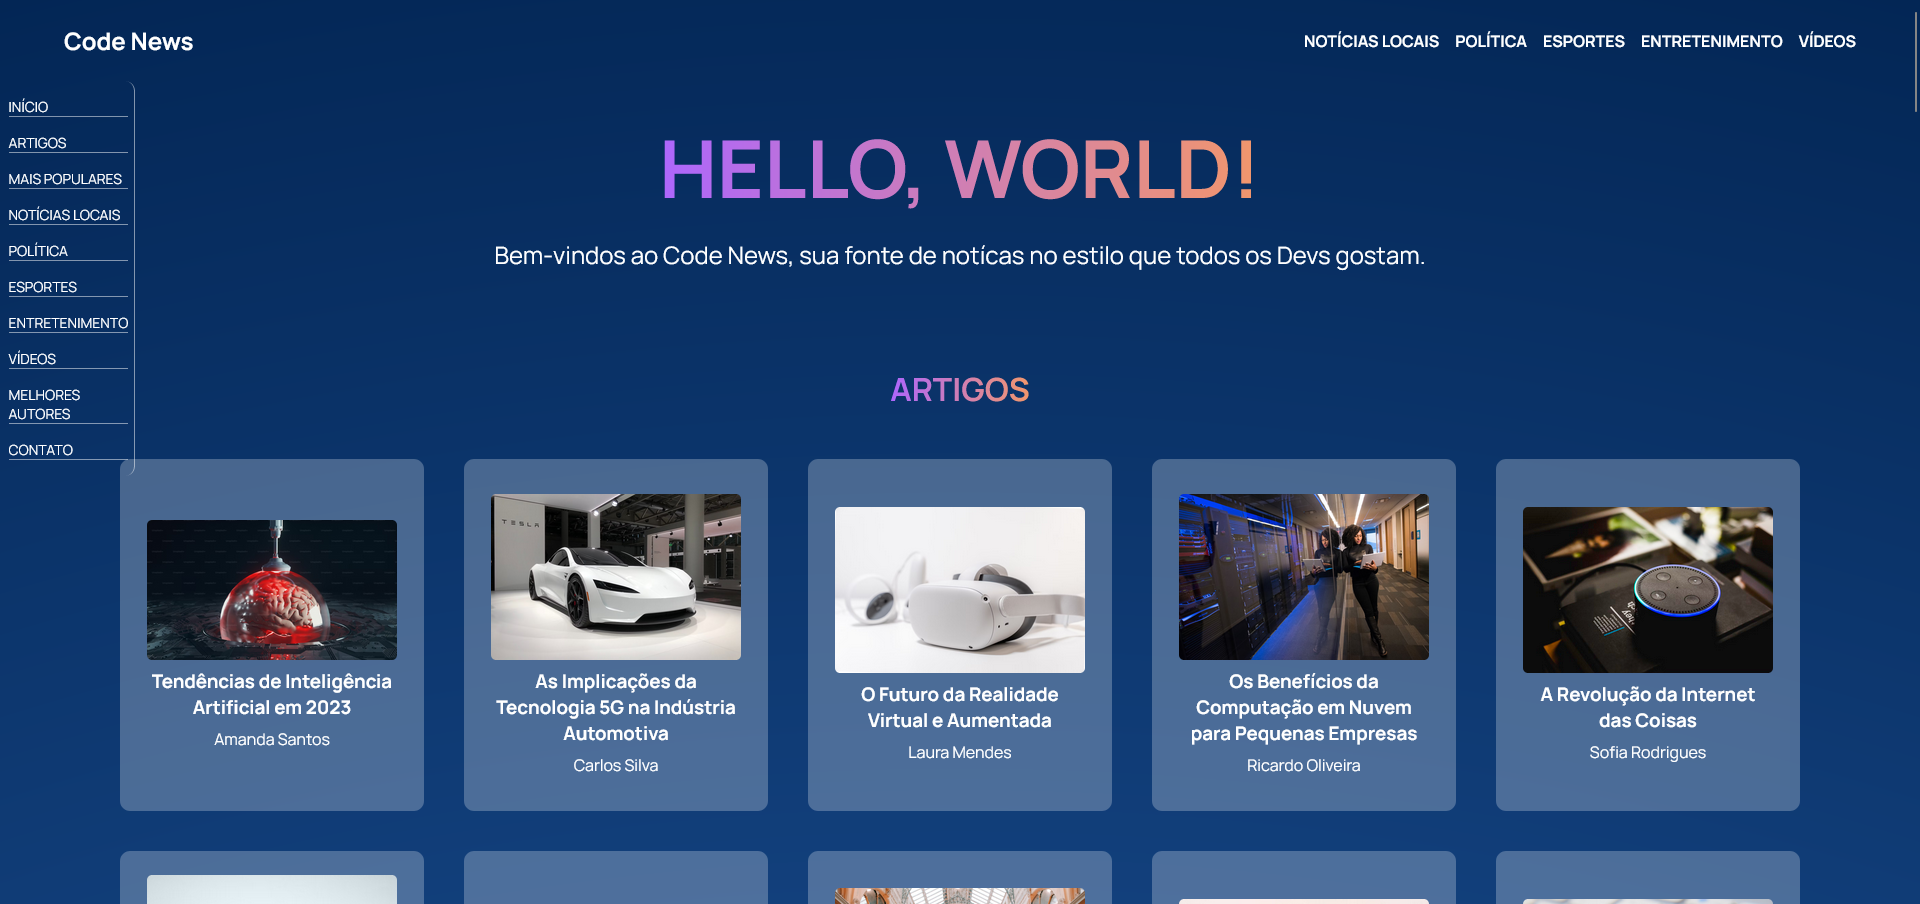 Code News
NOTÍCIAS LOCAIS POLÍTICA ESPORTES ENTRETENIMENTO VÍDEOS
INÍCIO
ARTIGOS
MAIS POPULARES
NOTÍCIAS LOCAIS
POLÍTICA
ESPORTES
ENTRETENIMENTO
VÍDEOS
MELHORES
AUTORES
CONTATO
HELLO, WORLD!
Bem-vindos ao Code News, sua fonte de notícas no estilo que todos os Devs gostam.
ARTIGOS
Tendências de Inteligência
Artificial em 2023
Amanda Santos
TESLA
As Implicações da
Tecnologia 5G na Indústria
Automotiva
Carlos Silva
O Futuro da Realidade
Virtual e Aumentada
Laura Mendes
Os Benefícios da
Computação em Nuvem
para Pequenas Empresas
Ricardo Oliveira
A Revolução da Internet
das Coisas
Sofia Rodrigues